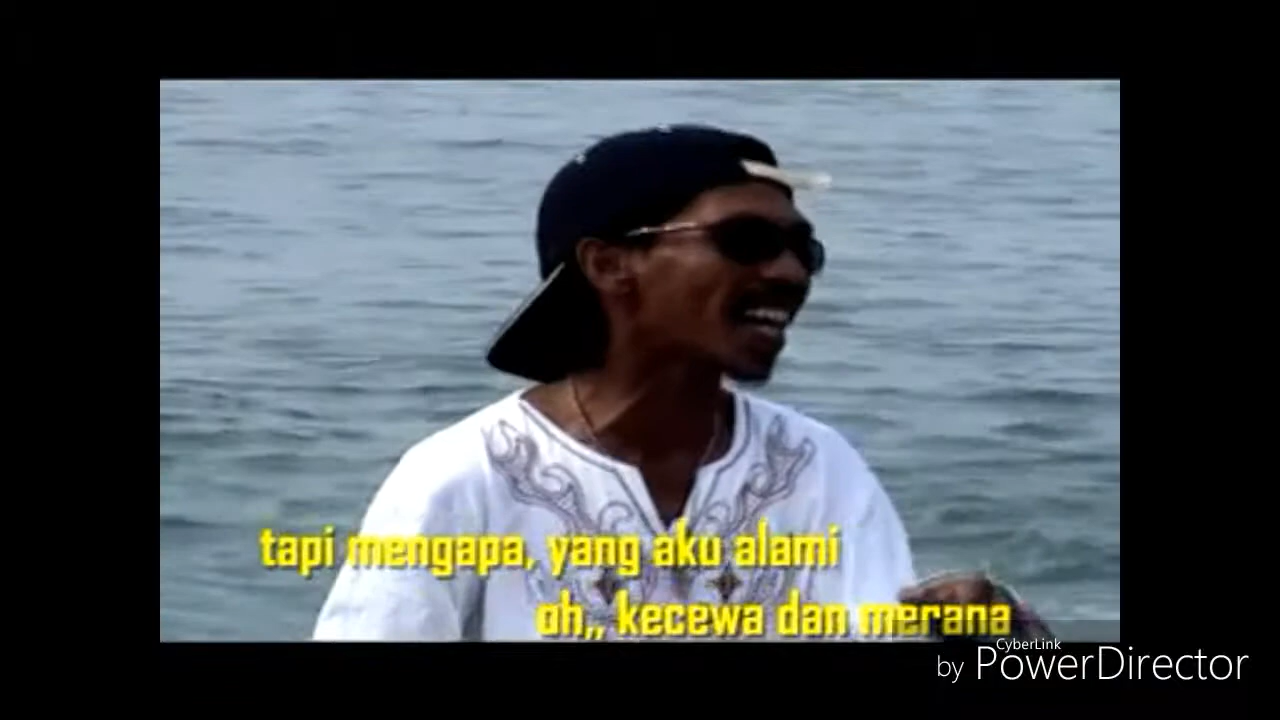 tapi mengapa, yang aku alami
oh,, kecewa dan merana
CyberLink
by PowerDirector